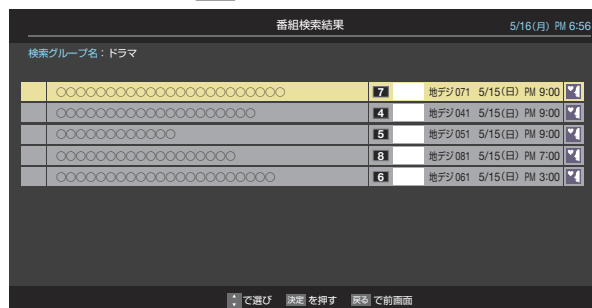 番組検索結果 5/16(月) PM 6:56
検索グループ名：ドラマ
○○○○○○○○○○○○○○○○○○○○○○○ 7 地デジ071 5/15(日) PM 9:00
○○○○○○○○○○○○○○○○○○○○ 4 地デジ041 5/15(日) PM 9:00
○○○○○○○○○○○○ 5 地デジ051 5/15(日) PM 9:00
○○○○○○○○○○○○○○○○○○ 8 地デジ081 5/15(日) PM 7:00
○○○○○○○○○○○○○○○○○○○○○○ 6 地デジ061 5/15(日) PM 3:00
で選び 決定 を押す 戻る で前画面